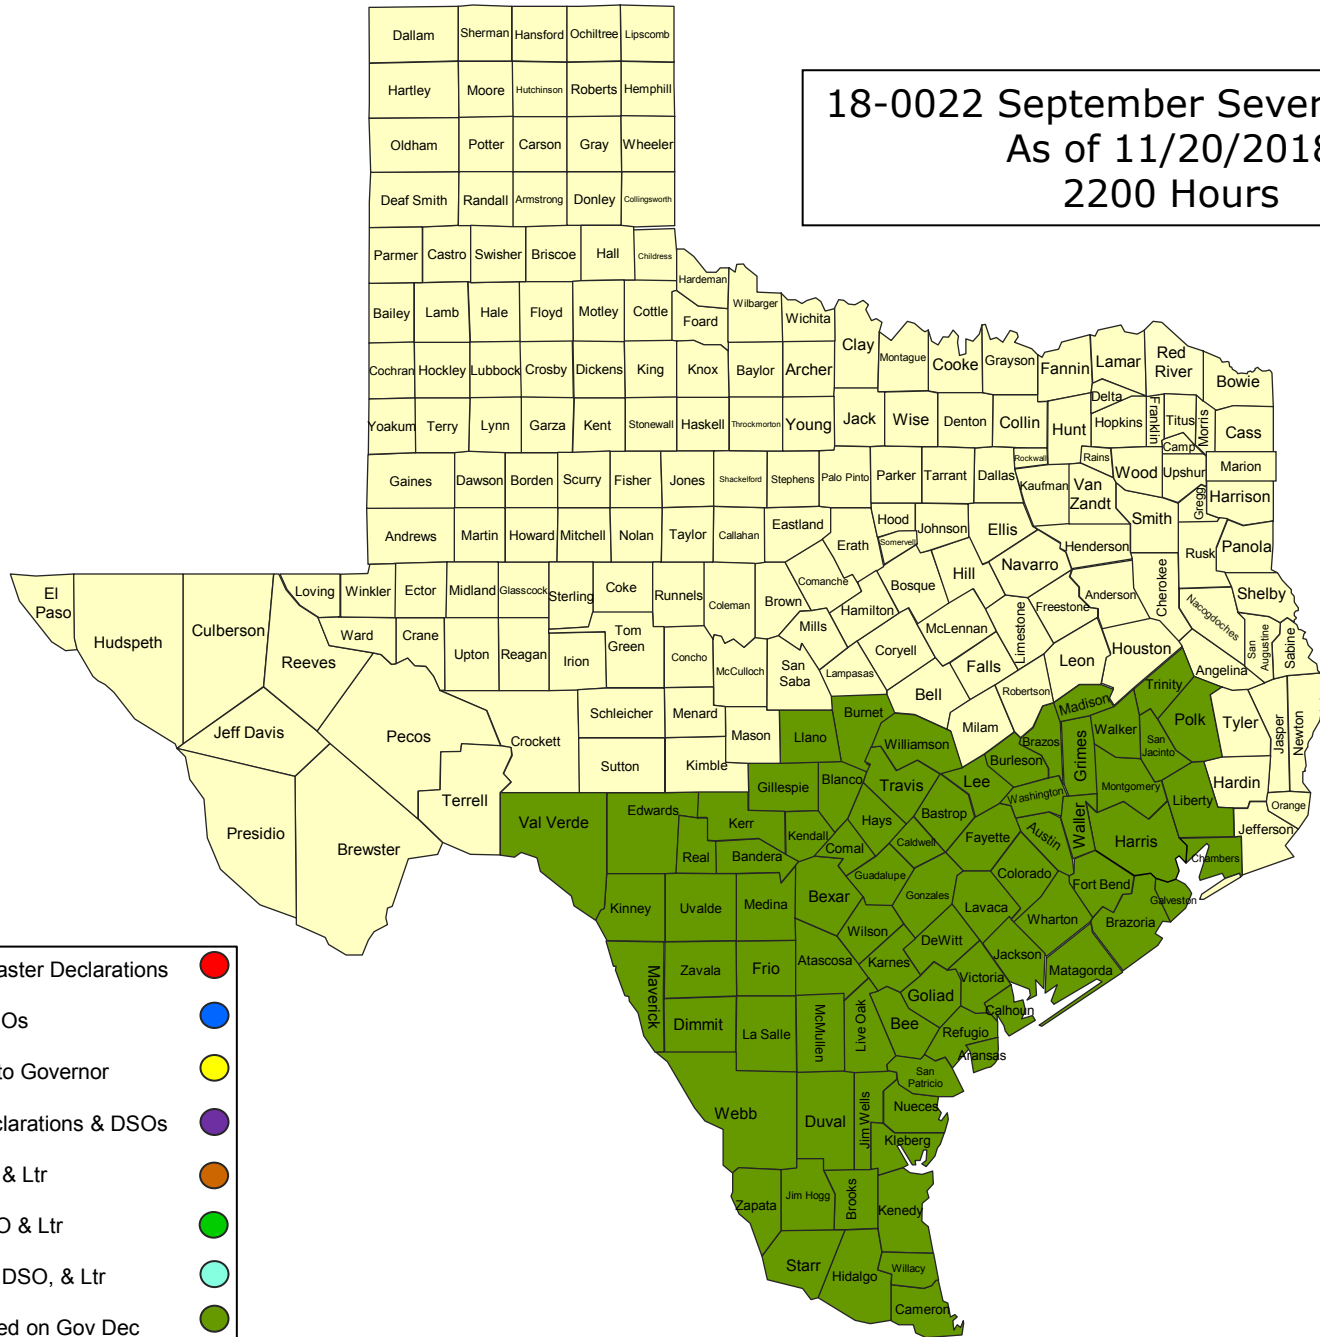 Dallam Sherman Hansford Ochiltree Lipscomb
Hartley Moore Hutchinson Roberts Hemphill
18-0022 September Sever
As of 11/20/2018
2200 Hours
Oldham Potter Carson Gray Wheeler
Deaf Smith Randall Armstrong Donley Collingsworth
Parmer Castro Swisher Briscoe Hall Childress
Hardeman
Bailey Lamb Hale Floyd Motley Cottle Foard Wilbarger Wichita
Clay Montague Cooke Grayson Fannin Lamar Red River Bowie
Cochran Hockley Lubbock Crosby Dickens King Knox Baylor Archer
Delta
Yoakum Terry Lynn Garza Kent Stonewall Haskell Throckmorton Young Jack Wise Denton Collin Hunt Hopkins Franklin Titus Morris Cass
Camp
Rockwall Rains
Gaines Dawson Borden Scurry Fisher Jones Shackelford Stephens Palo Pinto Parker Tarrant Dallas Kaufman Van Zandt Wood Upshur Marion
Gregg Harrison
Andrews Martin Howard Mitchell Nolan Taylor Callahan Eastland Erath Hood Somervell Johnson Ellis Henderson Smith Rusk Panola
El Paso Hudspeth Culberson Loving Winkler Ector Midland Glasscock Sterling Coke Runnels Coleman Brown Comanche Bosque Hill Navarro Anderson Cherokee Shelby
Hamilton Freestone Limestone Nacogdoches
Reeves Ward Crane Upton Reagan Irion Tom Green Concho McCulloch San Saba Mills Lampasas Coryell McLennan Falls Leon Houston San Augustine Sabine
Angelina
Bell Robertson Milam Madison Trinity
Jeff Davis Pecos Crockett Schleicher Menard Mason Llano Burnet Williamson Brazos Grimes Walker San Jacinto Polk Tyler Jasper Newton
Sutton Kimble Gillespie Blanco Travis Lee Burleson Washington Montgomery Liberty Hardin Orange
Terrell Presidio Brewster Val Verde Edwards Kerr Real Bandera Kendall Comal Hays Caldwell Bastrop Fayette Austin Waller Harris Jefferson
Chambers
Kinney Uvalde Medina Bexar Guadalupe Gonzales Lavaca Colorado Fort Bend Galveston
Wharton Brazoria
Maverick Zavala Frio Atascosa Wilson Karnes DeWitt Jackson Matagorda
Victoria Goliad Calhoun
Dimmit La Salle McMullen Live Oak Bee Refugio Aransas
San Patricio
Webb Duval Jim Wells Nueces
Kleberg
Zapata Jim Hogg Brooks Kenedy
Starr Hidalgo Willacy
Cameron
aster Declarations
Os
to Governor
clarations & DSOs
& Ltr
O & Ltr
DSO, & Ltr
ed on Gov Dec